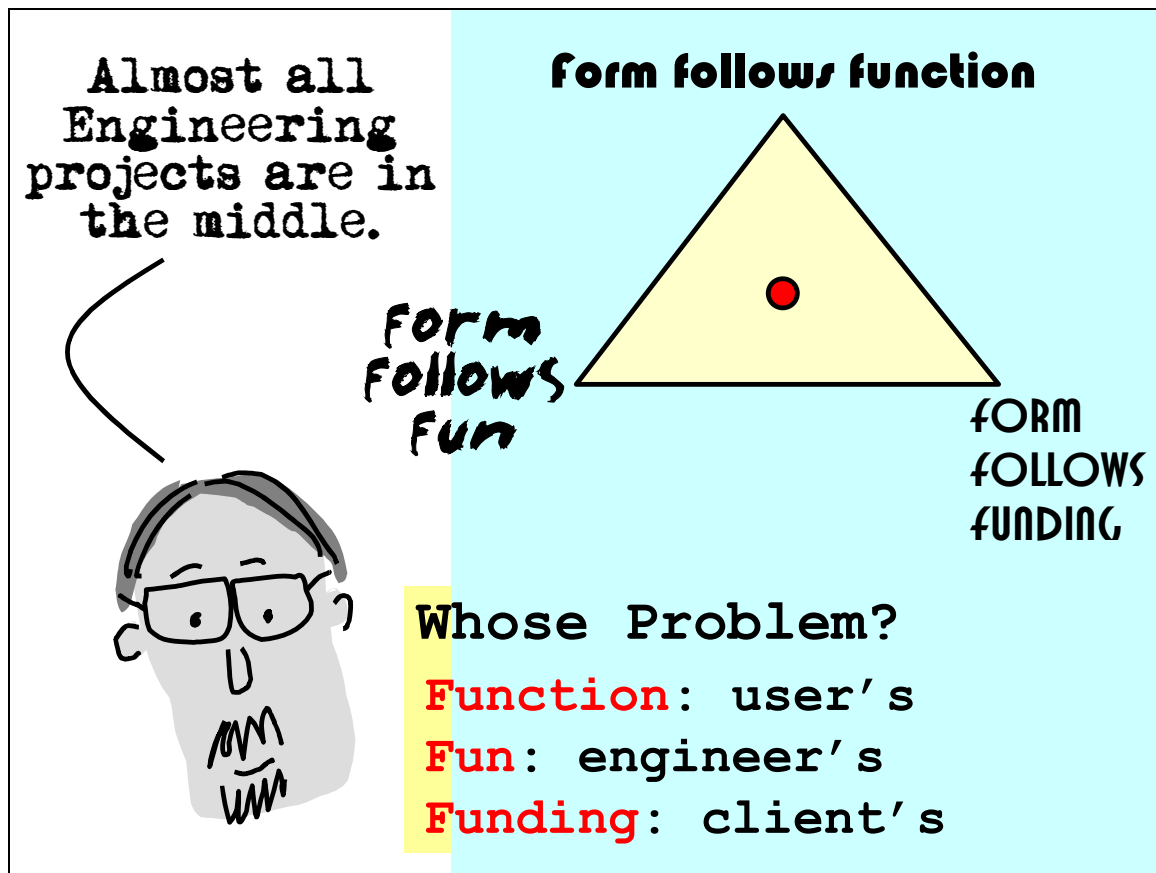 Almost all
Engineering
projects are in
the middle.
Form follows function
Form
Follows
Fun
FORM
FOLLOWS
FUNDING
Whose Problem?
Function: user’s
Fun: engineer’s
Funding: client’s